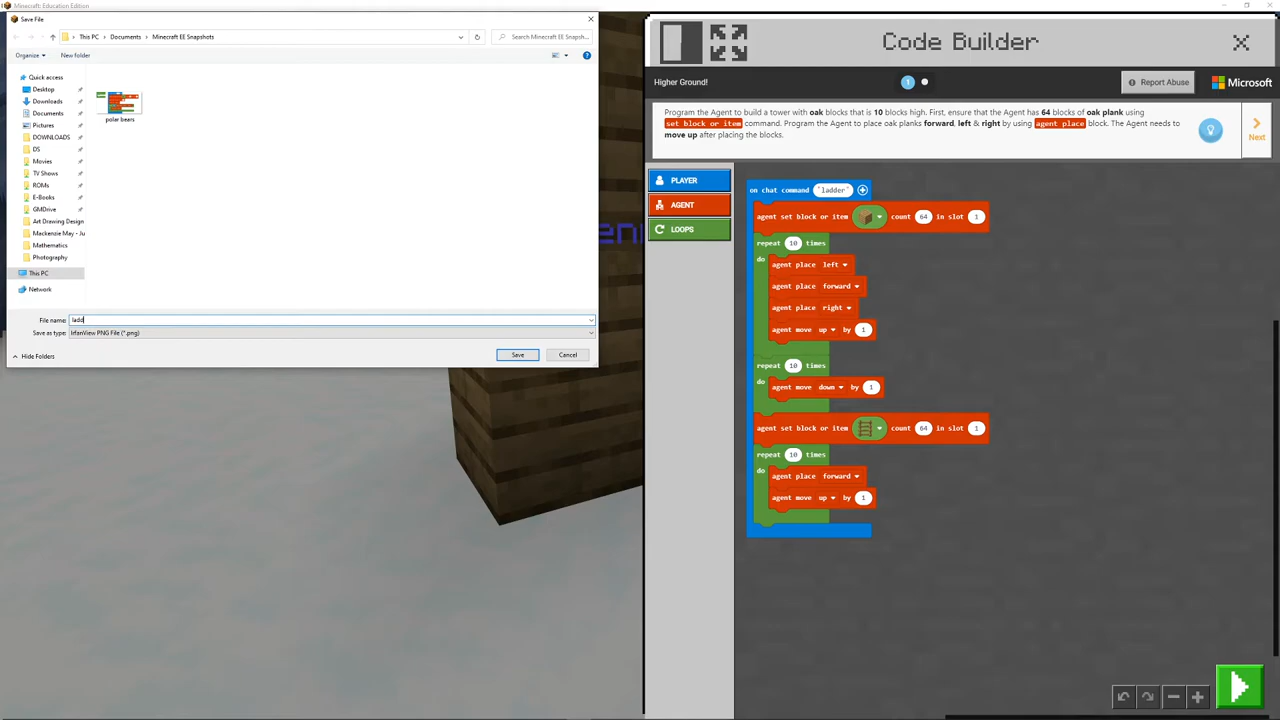 Minecraft: Education Edition
Save File
This PC > Documents > Minecraft EE Snapshots
Search Minecraft EE Snapsh...
Organize
New folder
Quick access
Desktop
Downloads
Documents
Pictures
DOWNLOADS
DS
Movies
TV Shows
ROMs
E-Books
GMDrive
Art Drawing Design
Mackenzie May - Ju
Mathematics
Photography
This PC
Network
polar bears
File name: ladd
Save as type: IrfanView PNG File (*.png)
Hide Folders
Save
Cancel
Code Builder
Higher Ground!
1
Report Abuse
Microsoft
Program the Agent to build a tower with oak blocks that is 10 blocks high. First, ensure that the Agent has 64 blocks of oak plank using
set block or item command. Program the Agent to place oak planks forward, left & right by using agent place block. The Agent needs to
move up after placing the blocks.
Next
PLAYER
AGENT
LOOPS
on chat command "ladder"
agent set block or item count 64 in slot 1
repeat 10 times
do
agent place left
agent place forward
agent place right
agent move up by 1
repeat 10 times
do
agent move down by 1
agent set block or item count 64 in slot 1
repeat 10 times
do
agent place forward
agent move up by 1